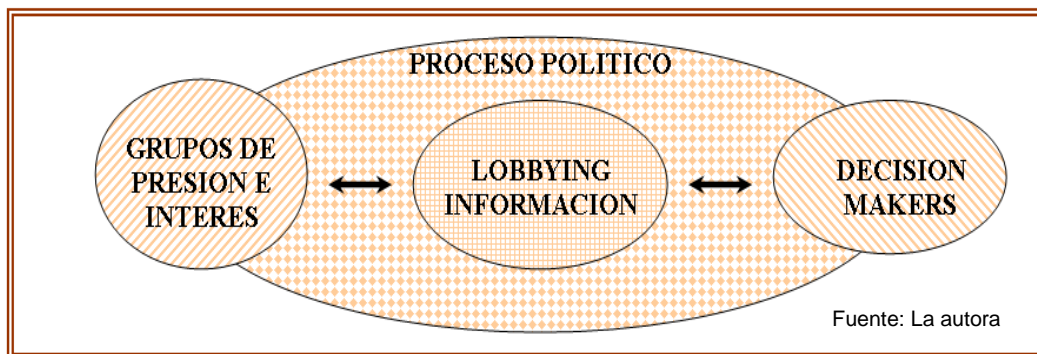 PROCESO POLITICO
GRUPOS DE
PRESION E
INTERES
LOBBYING
INFORMACION
DECISION
MAKERS
Fuente: La autora